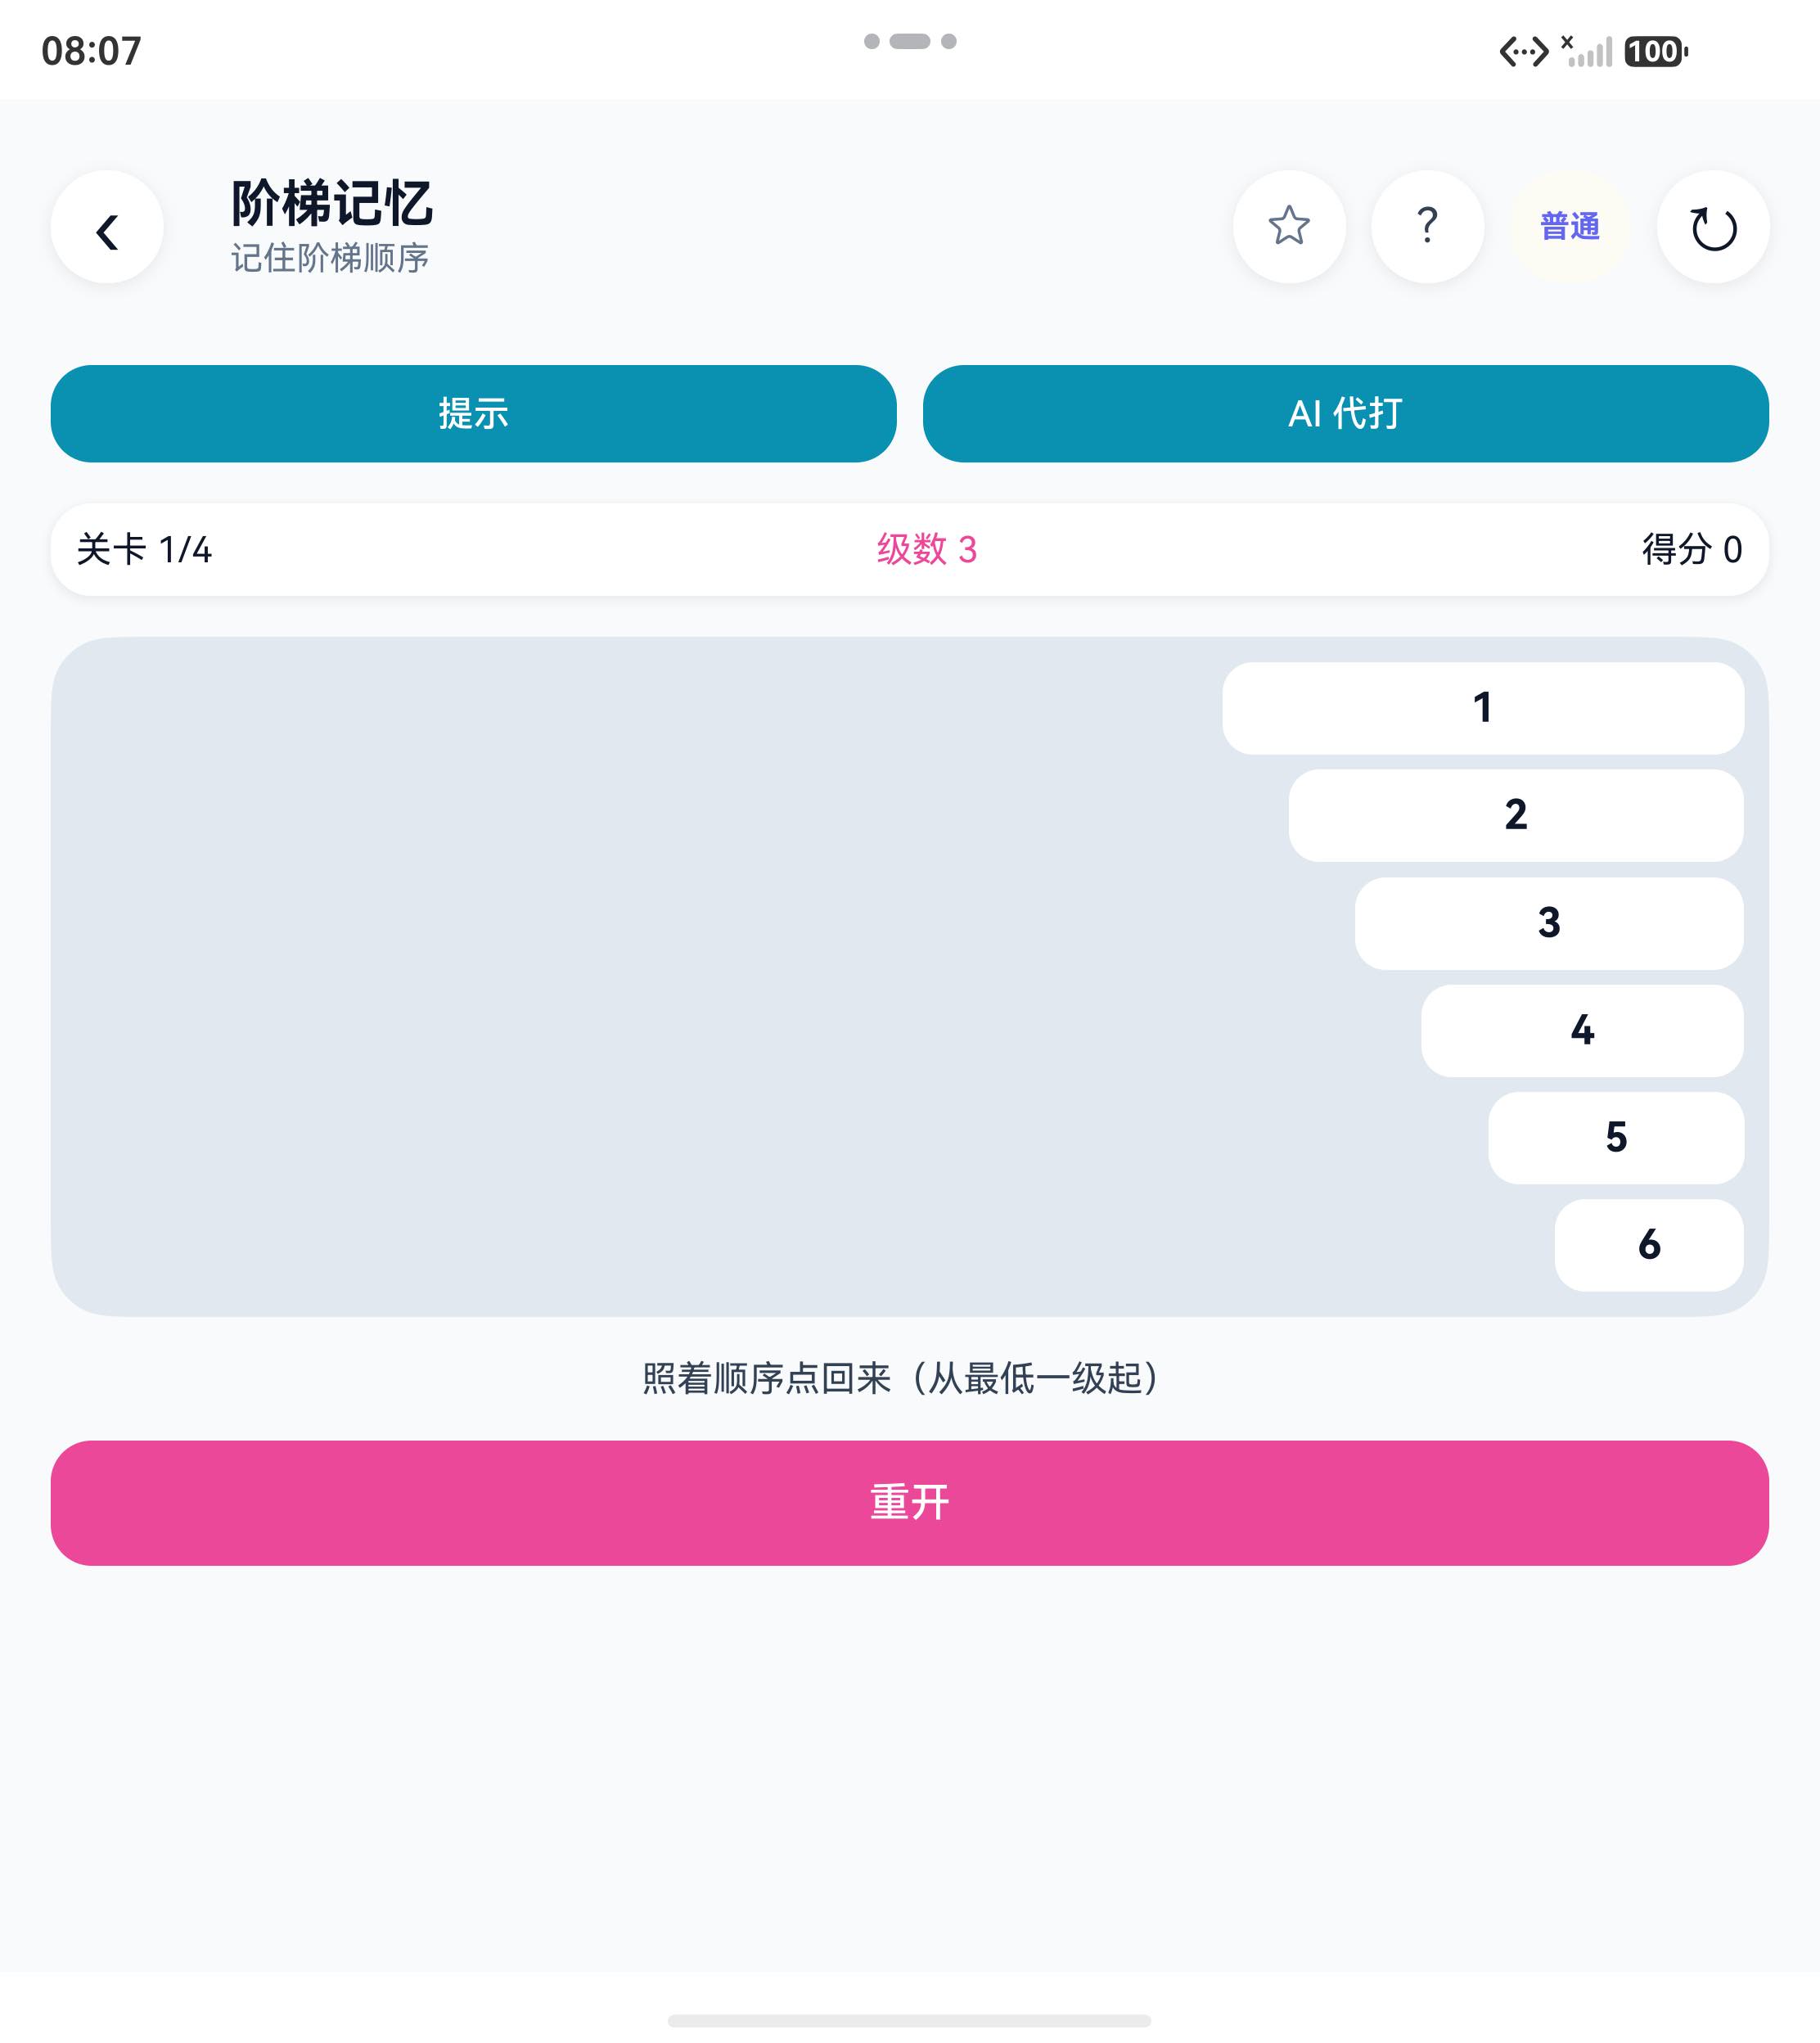 08:07
100
阶梯记忆
记住阶梯顺序
?
普通
提示
AI 代打
关卡 1/4
级数 3
得分 0
1
2
3
4
5
6
照着顺序点回来（从最低一级起）
重开